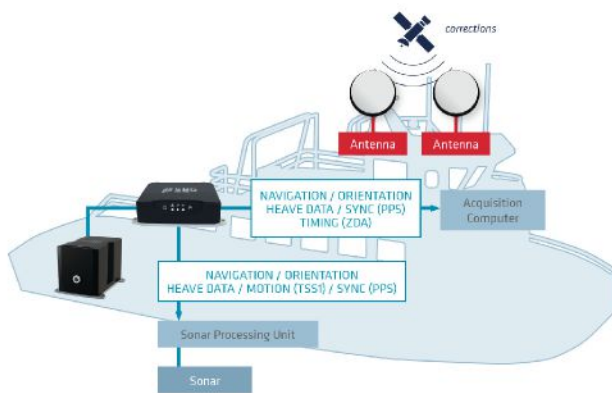 corrections
Antenna
Antenna
NAVIGATION / ORIENTATION
HEAVE DATA / SYNC (PPS)
TIMING (ZDA)
Acquisition
Computer
NAVIGATION / ORIENTATION
HEAVE DATA / MOTION (TSS1) / SYNC (PPS)
Sonar Processing Unit
Sonar